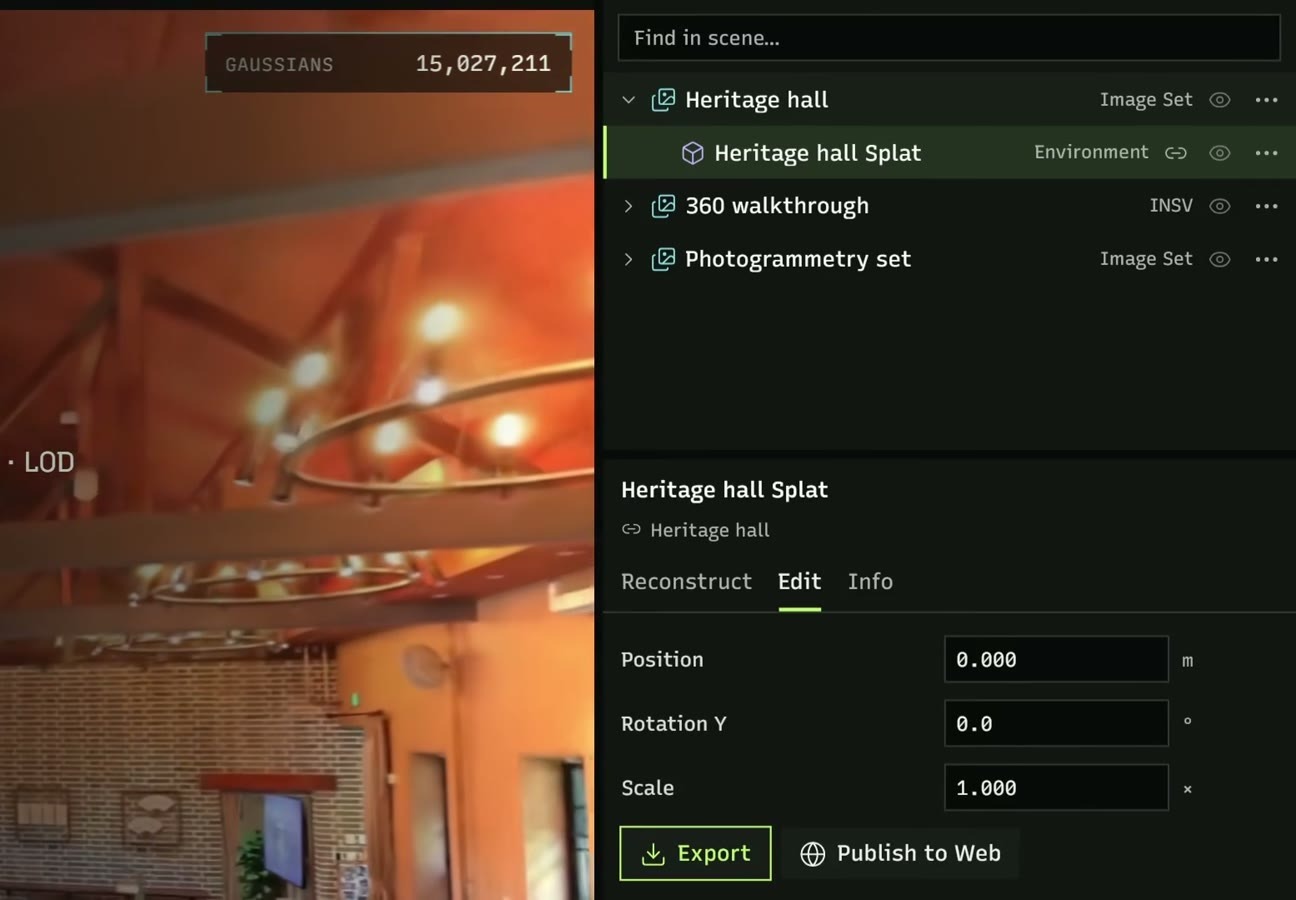 GAUSSIANS 15,027,211
· LOD
Find in scene...
Heritage hall Image Set
Heritage hall Splat Environment
360 walkthrough INSV
Photogrammetry set Image Set
Heritage hall Splat
Heritage hall
Reconstruct Edit Info
Position 0.000 m
Rotation Y 0.0 °
Scale 1.000 ×
Export Publish to Web